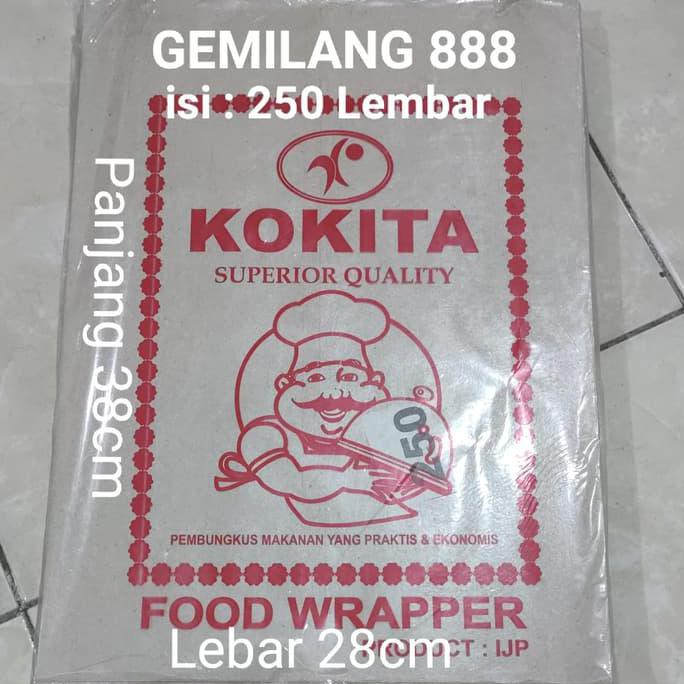 GEMILANG 888
isi : 250 Lembar
Panjang 38cm
KOKITA
SUPERIOR QUALITY
250
PEMBUNGKUS MAKANAN YANG PRAKTIS & EKONOMIS
FOOD WRAPPER
PRODUCT : IJP
Lebar 28cm